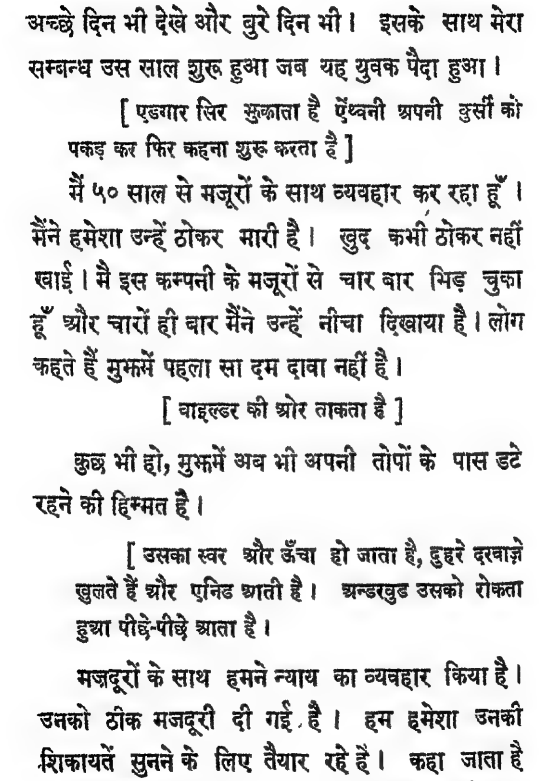 अच्छे दिन भी देखे और बुरे दिन भी। इसके साथ मेरा
सम्बन्ध उस साल शुरू हुआ जब यह युवक पैदा हुआ।
[ एडगार सिर झुकाता है ऐंथ्वनी अपनी कुर्सी को
पकड़ कर फिर कहना शुरू करता है ]
मैं ५० साल से मजूरों के साथ व्यवहार कर रहा हूँ ।
मैंने हमेशा उन्हें ठोकर मारी है। खुद कभी ठोकर नहीं
खाई। मै इस कम्पनी के मजूरों से चार बार भिड़ चुका
हूँ और चारों ही बार मैंने उन्हें नीचा दिखाया है। लोग
कहते हैं मुझमें पहला सा दम दावा नहीं है।
[ वाइल्डर की ओर ताकता है ]
कुछ भी हो, मुझमें अब भी अपनी तोपों के पास डटे
रहने की हिम्मत है।
[ उसका स्वर और ऊँचा हो जाता है, दुहरे दरवाज़े
खुलते हैं और एनिड आती है। अन्डरवुड उसको रोकता
हुआ पीछे-पीछे आता है।
मज़दूरों के साथ हमने न्याय का व्यवहार किया है।
उनको ठीक मजदूरी दी गई है। हम हमेशा उनकी
शिकायतें सुनने के लिए तैयार रहे है। कहा जाता है